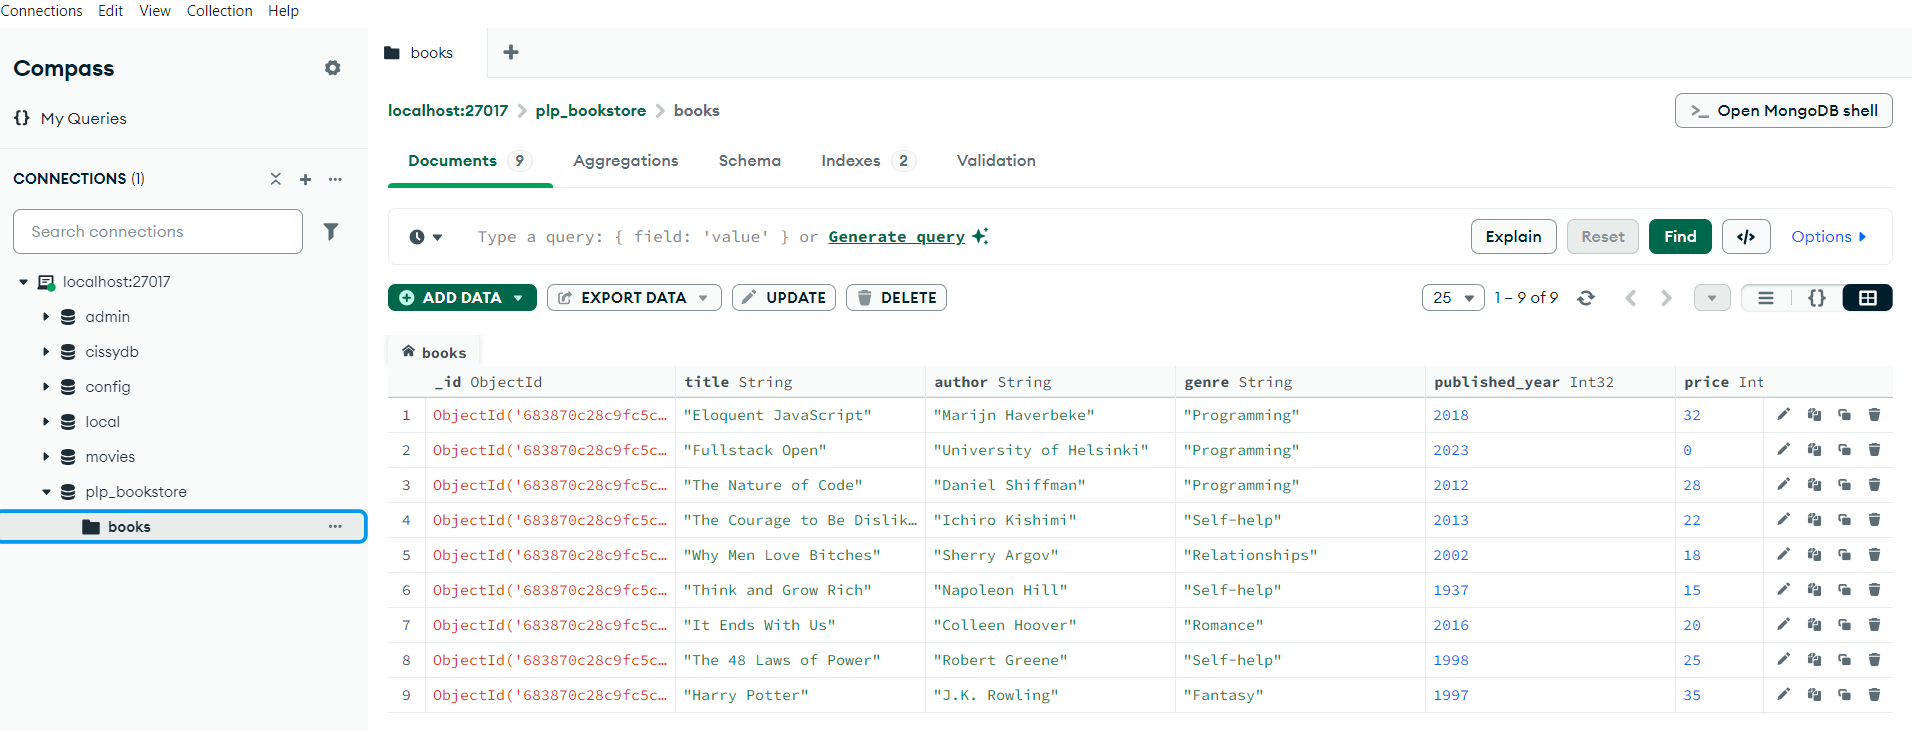 Connections Edit View Collection Help
Compass
{} My Queries
CONNECTIONS (1)
Search connections
localhost:27017
admin
cissydb
config
local
movies
plp_bookstore
books
books
localhost:27017 > plp_bookstore > books
>_ Open MongoDB shell
Documents 9 Aggregations Schema Indexes 2 Validation
Type a query: { field: 'value' } or Generate query
Explain Reset Find </> Options
ADD DATA EXPORT DATA UPDATE DELETE
25 1 – 9 of 9 {}
books
_id ObjectId title String author String genre String published_year Int32 price Int
1 ObjectId('683870c28c9fc5c… "Eloquent JavaScript" "Marijn Haverbeke" "Programming" 2018 32
2 ObjectId('683870c28c9fc5c… "Fullstack Open" "University of Helsinki" "Programming" 2023 0
3 ObjectId('683870c28c9fc5c… "The Nature of Code" "Daniel Shiffman" "Programming" 2012 28
4 ObjectId('683870c28c9fc5c… "The Courage to Be Dislik… "Ichiro Kishimi" "Self-help" 2013 22
5 ObjectId('683870c28c9fc5c… "Why Men Love Bitches" "Sherry Argov" "Relationships" 2002 18
6 ObjectId('683870c28c9fc5c… "Think and Grow Rich" "Napoleon Hill" "Self-help" 1937 15
7 ObjectId('683870c28c9fc5c… "It Ends With Us" "Colleen Hoover" "Romance" 2016 20
8 ObjectId('683870c28c9fc5c… "The 48 Laws of Power" "Robert Greene" "Self-help" 1998 25
9 ObjectId('683870c28c9fc5c… "Harry Potter" "J.K. Rowling" "Fantasy" 1997 35